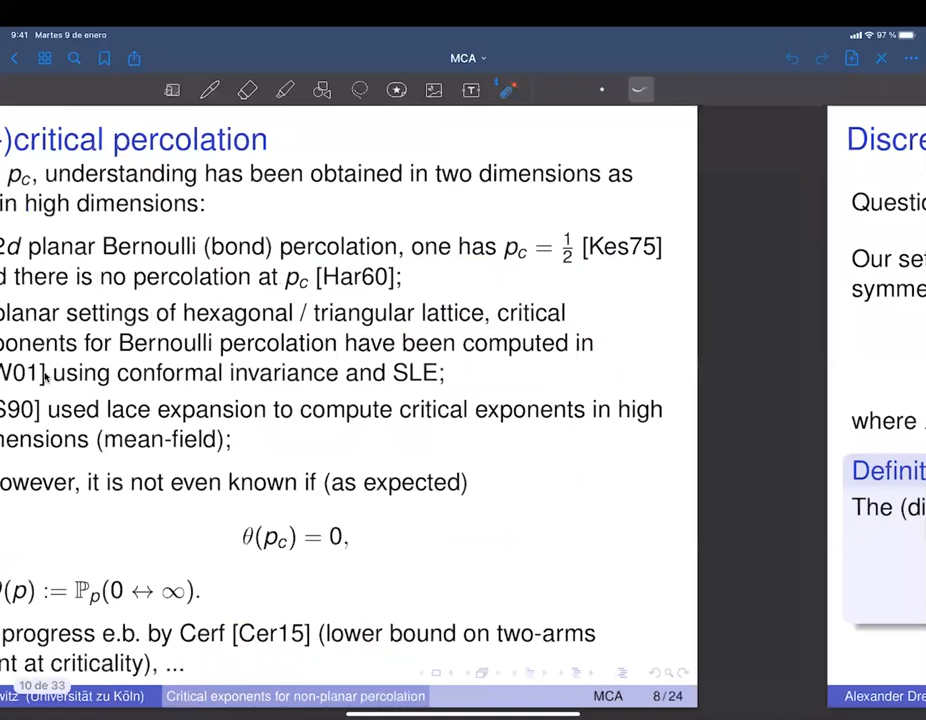 9:41 Martes 9 de enero
97 %
MCA
-)critical percolation
p_c, understanding has been obtained in two dimensions as
in high dimensions:
2d planar Bernoulli (bond) percolation, one has p_c = 1/2 [Kes75]
d there is no percolation at p_c [Har60];
planar settings of hexagonal / triangular lattice, critical
ponents for Bernoulli percolation have been computed in
W01] using conformal invariance and SLE;
S90] used lace expansion to compute critical exponents in high
mensions (mean-field);
owever, it is not even known if (as expected)
θ(p_c) = 0,
θ(p) := ℙ_p(0 ↔ ∞).
progress e.b. by Cerf [Cer15] (lower bound on two-arms
nt at criticality), ...
10 de 33
witz (Universität zu Köln)
Critical exponents for non-planar percolation
MCA
8 / 24
Discre
Questio
Our set
symme
where
Definit
The (di
Alexander Dre